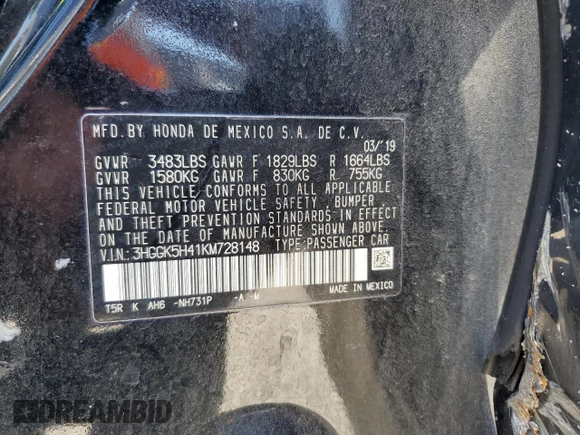 MFD. BY HONDA DE MEXICO S.A. DE C.V.
03/'19
GVWR 3483LBS GAWR F 1829LBS R 1664LBS
GVWR 1580KG GAWR F 830KG R 755KG
THIS VEHICLE CONFORMS TO ALL APPLICABLE
FEDERAL MOTOR VEHICLE SAFETY, BUMPER,
AND THEFT PREVENTION STANDARDS IN EFFECT
ON THE DATE OF MANUFACTURE SHOWN ABOVE.
V.I.N.: 3HGGK5H41KM728148 TYPE: PASSENGER CAR
T5R K AH6 -NH731P -A -M
MADE IN MEXICO
DREAMBID